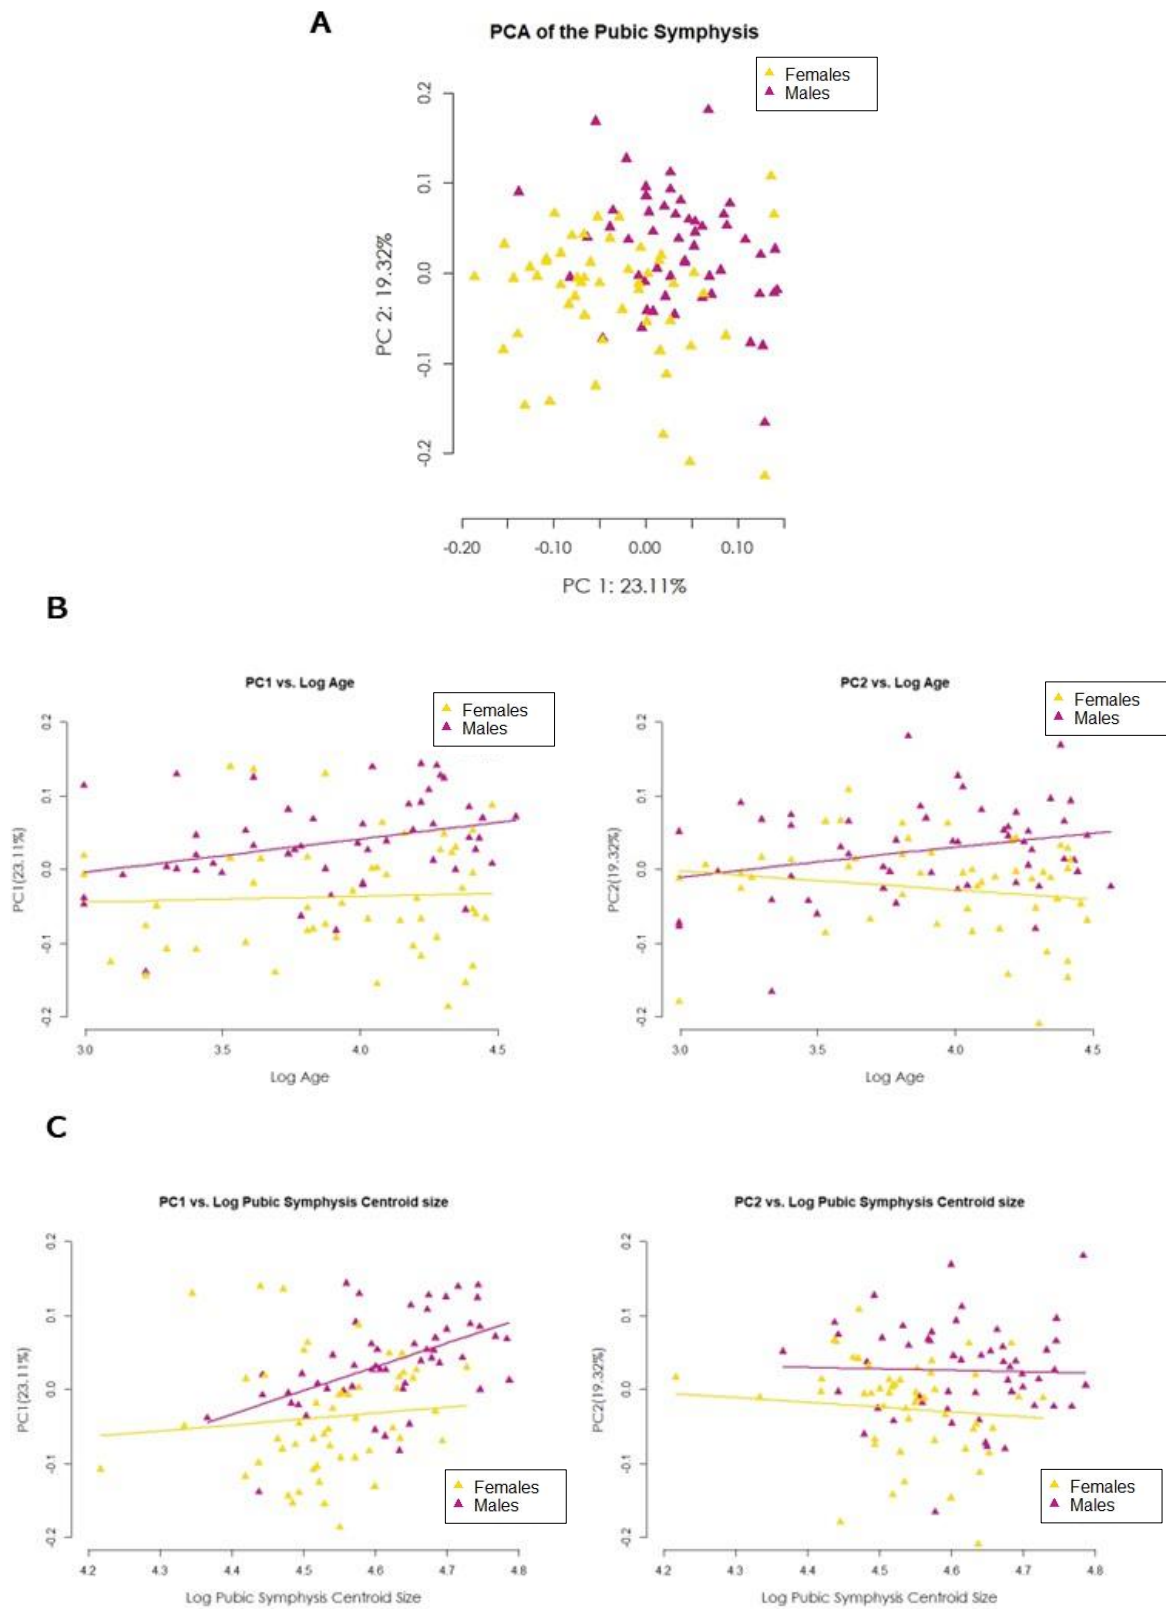 A
PCA of the Pubic Symphysis
Females
Males
0.2
0.1
0.0
-0.1
-0.2
PC 2: 19.32%
-0.20 -0.10 0.00 0.10
PC 1: 23.11%
B
PC1 vs. Log Age
Females
Males
0.2
0.1
0.0
-0.1
-0.2
PC1(23.11%)
3.0 3.5 4.0 4.5
Log Age
PC2 vs. Log Age
Females
Males
0.2
0.1
0.0
-0.1
-0.2
PC2(19.32%)
3.0 3.5 4.0 4.5
Log Age
C
PC1 vs. Log Pubic Symphysis Centroid size
0.2
0.1
0.0
-0.1
-0.2
PC1(23.11%)
Females
Males
4.2 4.3 4.4 4.5 4.6 4.7 4.8
Log Pubic Symphysis Centroid Size
PC2 vs. Log Pubic Symphysis Centroid size
0.2
0.1
0.0
-0.1
-0.2
PC2(19.32%)
Females
Males
4.2 4.3 4.4 4.5 4.6 4.7 4.8
Log Pubic Symphysis Centroid Size